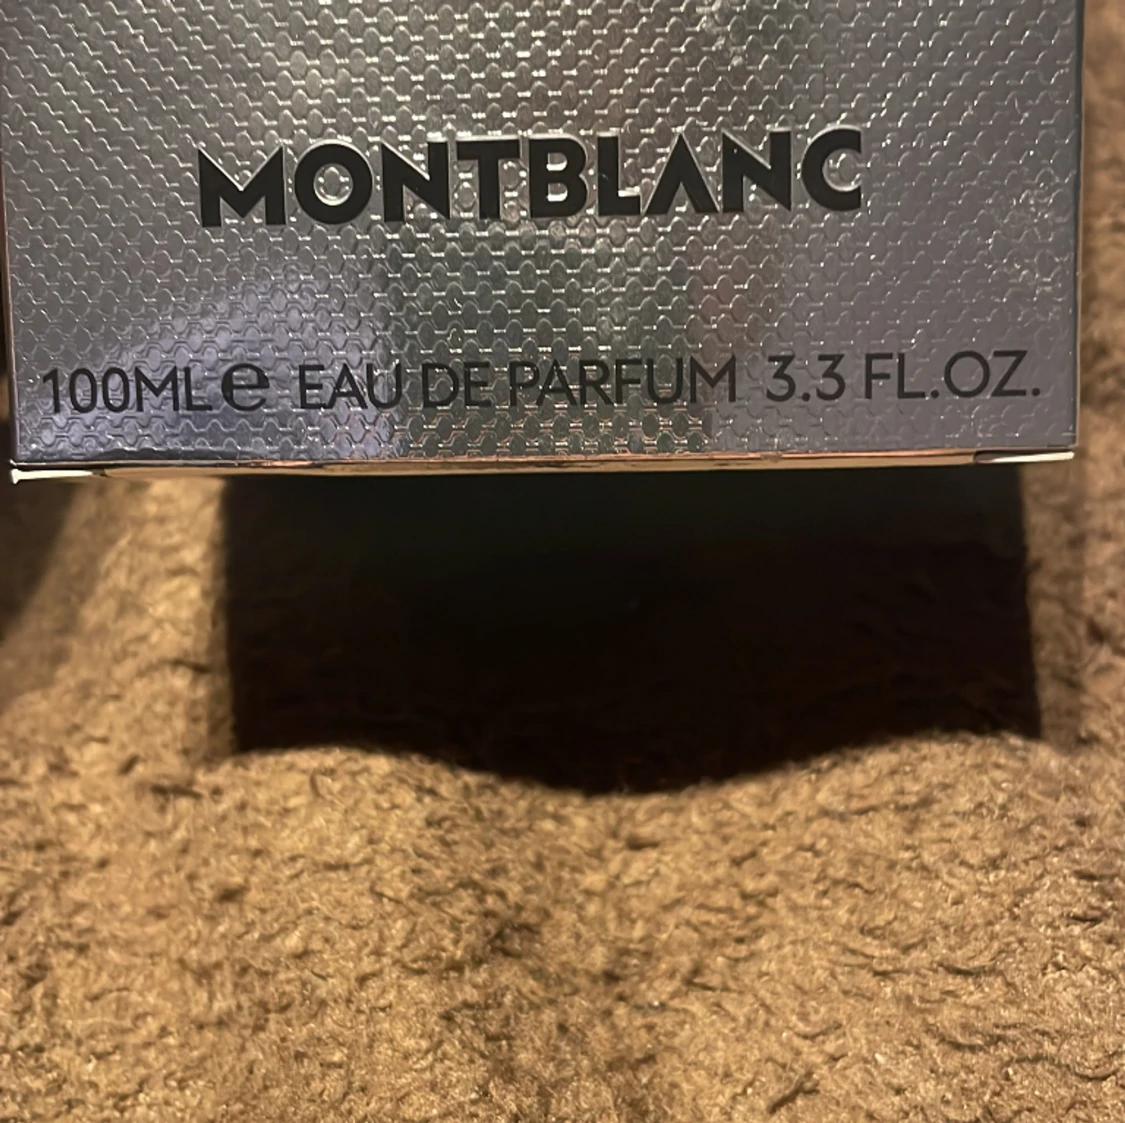 MONTBLANC
100ML ℮ EAU DE PARFUM 3.3 FL.OZ.